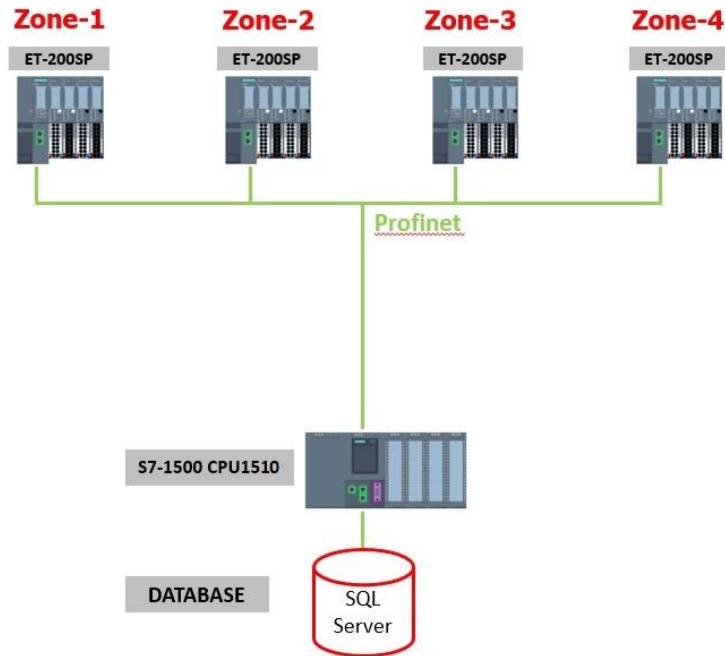 Zone-1 Zone-2 Zone-3 Zone-4
ET-200SP ET-200SP ET-200SP ET-200SP
Profinet
S7-1500 CPU1510
DATABASE
SQL
Server